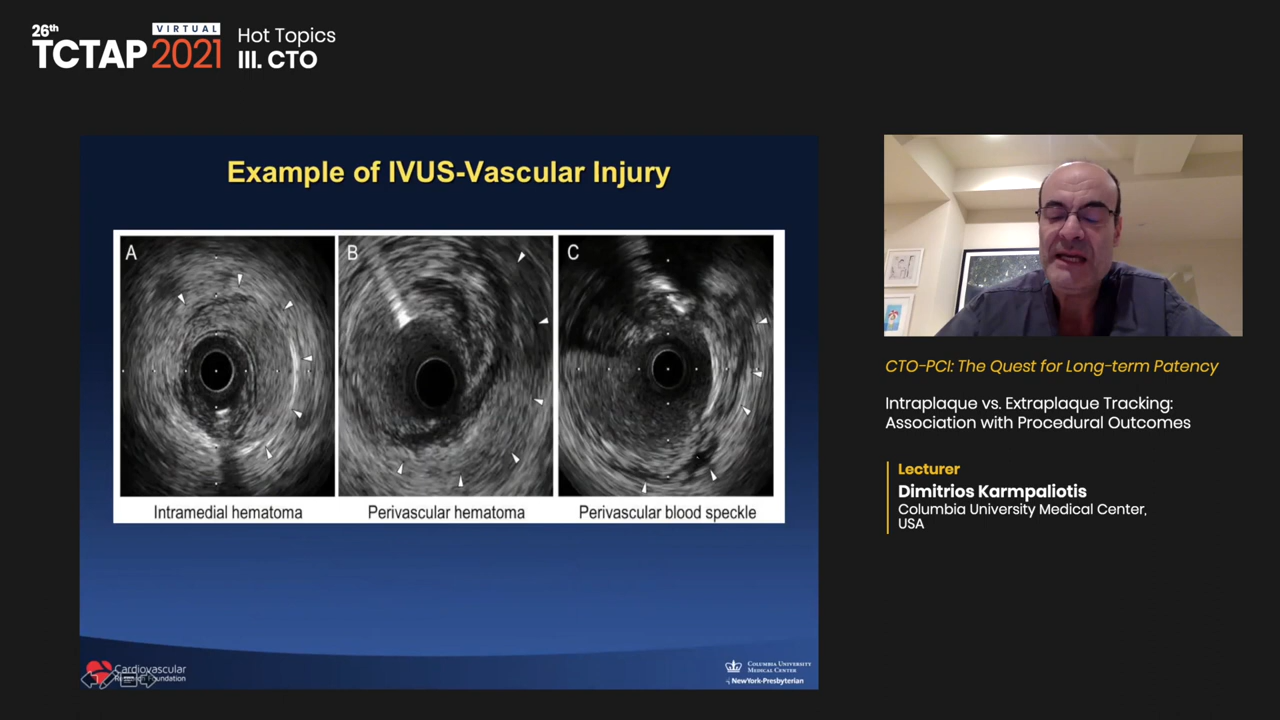 26th
VIRTUAL
TCTAP 2021
Hot Topics
III. CTO
Example of IVUS-Vascular Injury
A
B
C
Intramedial hematoma
Perivascular hematoma
Perivascular blood speckle
Cardiovascular
Research Foundation
COLUMBIA UNIVERSITY
MEDICAL CENTER
NewYork-Presbyterian
CTO-PCI: The Quest for Long-term Patency
Intraplaque vs. Extraplaque Tracking:
Association with Procedural Outcomes
Lecturer
Dimitrios Karmpaliotis
Columbia University Medical Center,
USA